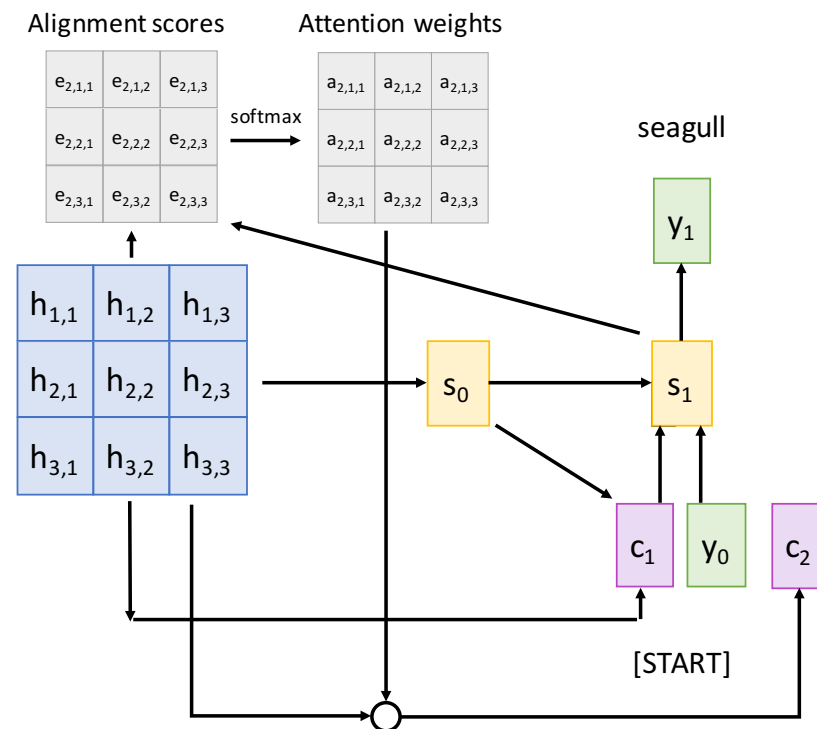 Alignment scores
Attention weights
e2,1,1 e2,1,2 e2,1,3
e2,2,1 e2,2,2 e2,2,3
e2,3,1 e2,3,2 e2,3,3
softmax
a2,1,1 a2,1,2 a2,1,3
a2,2,1 a2,2,2 a2,2,3
a2,3,1 a2,3,2 a2,3,3
seagull
y1
h1,1 h1,2 h1,3
h2,1 h2,2 h2,3
h3,1 h3,2 h3,3
s0
s1
c1
y0
c2
[START]